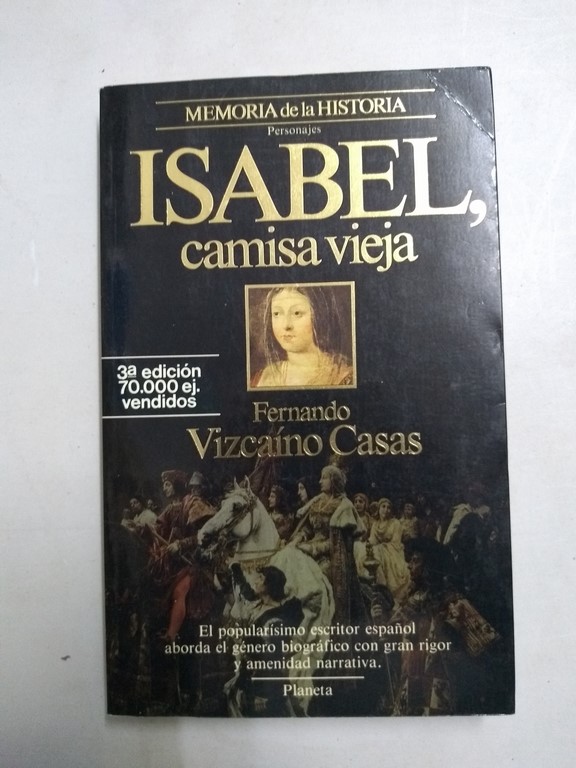 MEMORIA de la HISTORIA
Personajes
ISABEL,
camisa vieja
3ª edición
70.000 ej.
vendidos
Fernando
Vizcaíno Casas
El popularísimo escritor español
aborda el género biográfico con gran rigor
y amenidad narrativa.
Planeta